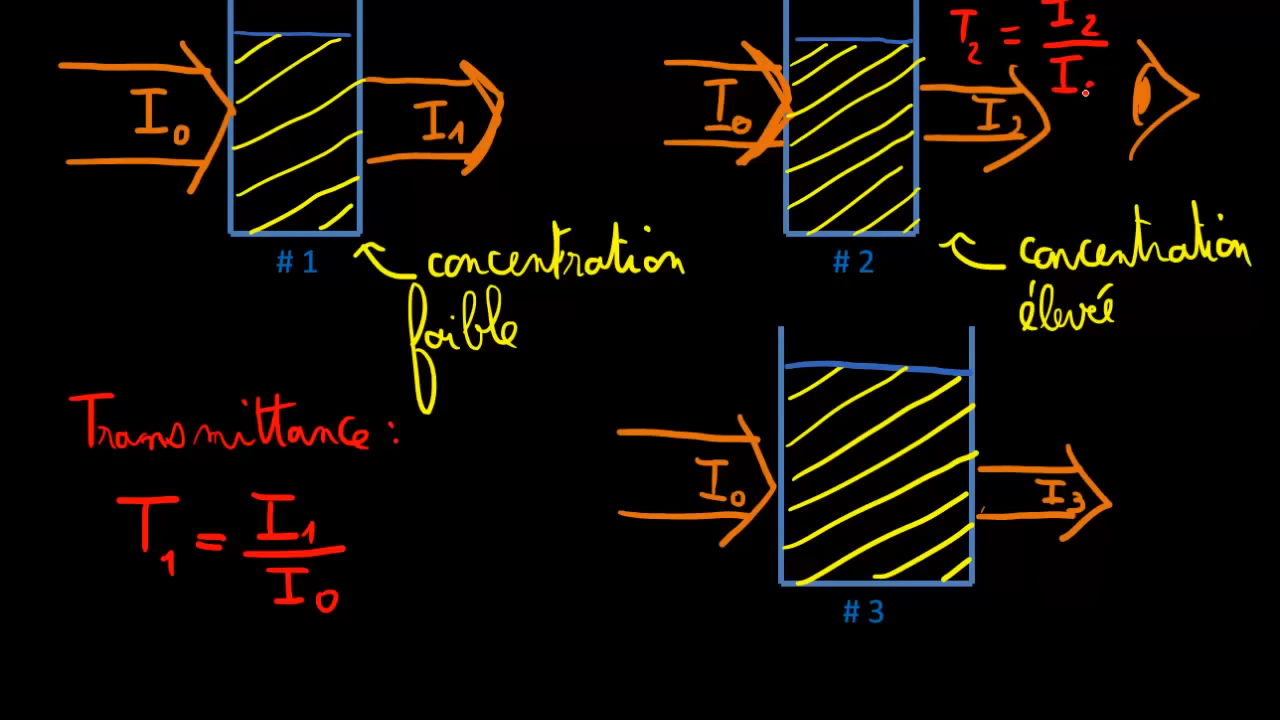 I₀
I₁
I₀
I₂
T₂ = I₂ / I
# 1
concentration
faible
# 2
concentration
élevé
Transmittance :
T₁ = I₁ / I₀
I₀
I₃
# 3